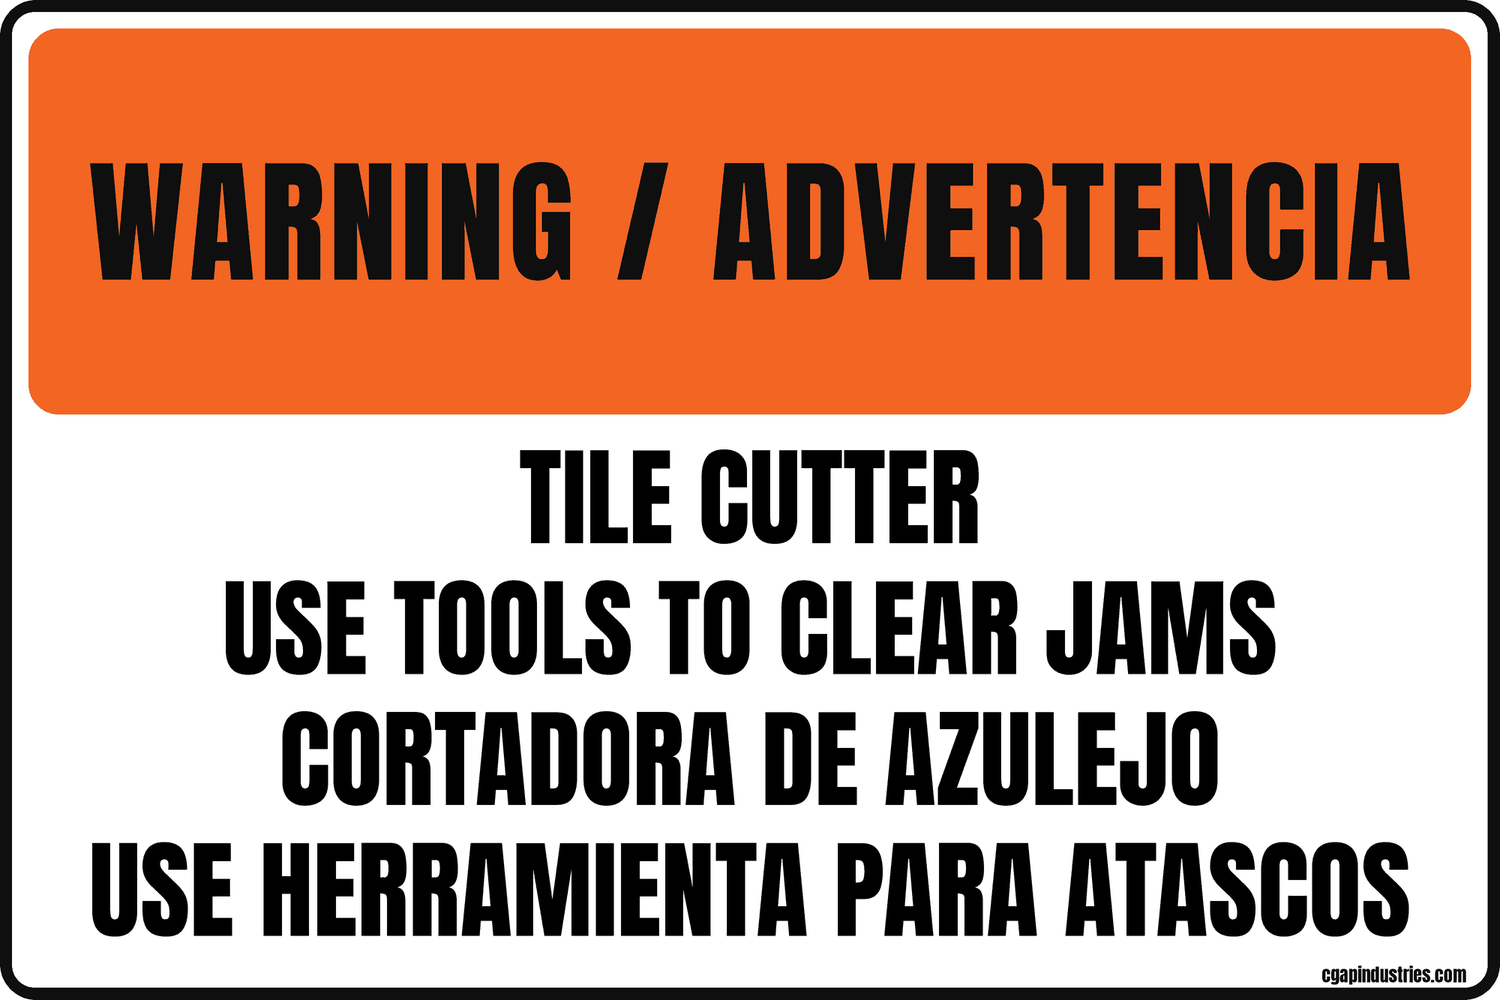 WARNING / ADVERTENCIA
TILE CUTTER
USE TOOLS TO CLEAR JAMS
CORTADORA DE AZULEJO
USE HERRAMIENTA PARA ATASCOS
cgapindustries.com